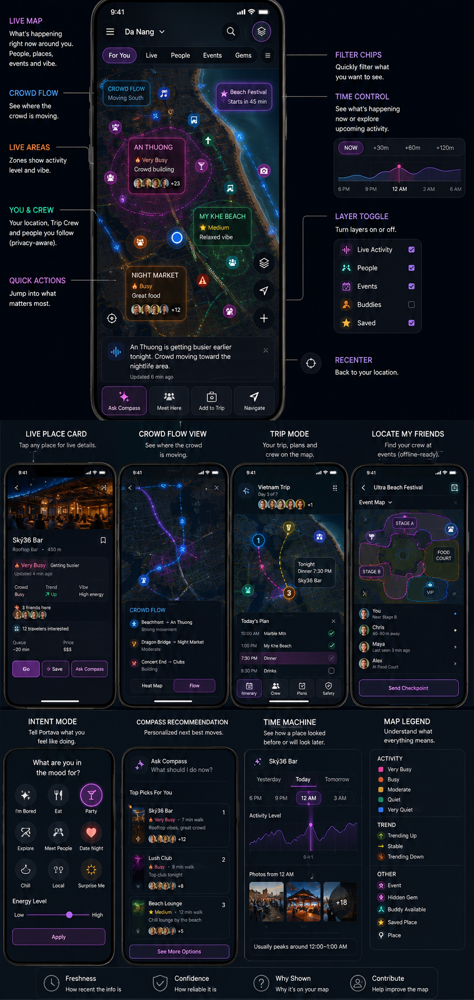 9:41
LIVE MAP
What's happening
right now around you.
People, places,
events and vibe.
Da Nang
For You
Live
People
Events
Gems
FILTER CHIPS
Quickly filter what
you want to see.
CROWD FLOW
See where the
crowd is moving.
CROWD FLOW
Moving South
Beach Festival
Starts in 45 min
TIME CONTROL
See what's happening
now or explore
upcoming activity.
NOW
+30m
+60m
+120m
6 PM
9 PM
12 AM
3 AM
6 AM
LIVE AREAS
Zones show activity
level and vibe.
AN THUONG
Very Busy
Crowd building
+23
YOU & CREW
Your location, Trip Crew
and people you follow
(privacy-aware).
MY KHE BEACH
Medium
Relaxed vibe
LAYER TOGGLE
Turn layers on or off.
Live Activity
People
Events
Buddies
Saved
QUICK ACTIONS
Jump into what
matters most.
NIGHT MARKET
Busy
Great food
+12
An Thuong is getting busier earlier
tonight. Crowd moving toward the
nightlife area.
Updated 6 min ago
RECENTER
Back to your location.
Ask Compass
Meet Here
Add to Trip
Navigate
LIVE PLACE CARD
Tap any place for live details.
9:41
Ský36 Bar
Rooftop Bar • 450 m
Very Busy
Getting busier
Updated 4 min ago
Crowd
Trend
Vibe
Busy
Up
High energy
3 friends here
12 travelers interested
Queue
Price
~20 min
$$$
Go
Save
Ask Compass
CROWD FLOW VIEW
See where the crowd
is moving.
9:41
CROWD FLOW
Beachfront → An Thuong
Strong movement
Dragon Bridge → Night Market
Moderate
Concert End → Clubs
Building
Heat Map
Flow
TRIP MODE
Your trip, plans and
crew on the map.
9:41
Vietnam Trip
Day 3 of 7
+1
1
Tonight
Dinner 7:30 PM
Sky36 Bar
3
Today's Plan
10:00 AM Marble Mtn
1:00 PM My Khe Beach
7:30 PM Dinner
9:30 PM Drinks
Itinerary
Crew
Plans
Safety
LOCATE MY FRIENDS
Find your crew at
events (offline-ready).
9:41
Ultra Beach Festival
Event Map
STAGE A
FOOD
COURT
STAGE B
VIP
You
Near Stage B
Chris
40–60 m away
Maya
Last seen 3 min ago
Alex
At Food Court
Send Checkpoint
INTENT MODE
Tell Portava what you
feel like doing.
What are you in
the mood for?
I'm Bored
Eat
Party
Explore
Meet People
Date Night
Chill
Local
Surprise Me
Energy Level
Low
High
Apply
COMPASS RECOMMENDATION
Personalized next best moves.
Ask Compass
What should I do now?
Top Picks For You
Ský36 Bar
1
Very Busy • 7 min walk
Rooftop vibes, great crowd
+12
Lush Club
2
Busy • 9 min walk
Top club tonight
+8
Beach Lounge
3
Medium • 12 min walk
Chill lounge by the beach
+5
See More Options
TIME MACHINE
See how a place looked
before or will look later.
Ský36 Bar
Yesterday
Today
Tomorrow
6 PM
9 PM
12 AM
3 AM
Activity Level
Photos from 12 AM
+18
Usually peaks around 12:00–1:00 AM
MAP LEGEND
Understand what
everything means.
ACTIVITY
Very Busy
Busy
Moderate
Quiet
Very Quiet
TREND
Trending Up
Stable
Trending Down
OTHER
Event
Hidden Gem
Buddy Available
Saved Place
Place
Freshness
How recent the info is
Confidence
How reliable it is
Why Shown
Why it's on your map
Contribute
Help improve the map